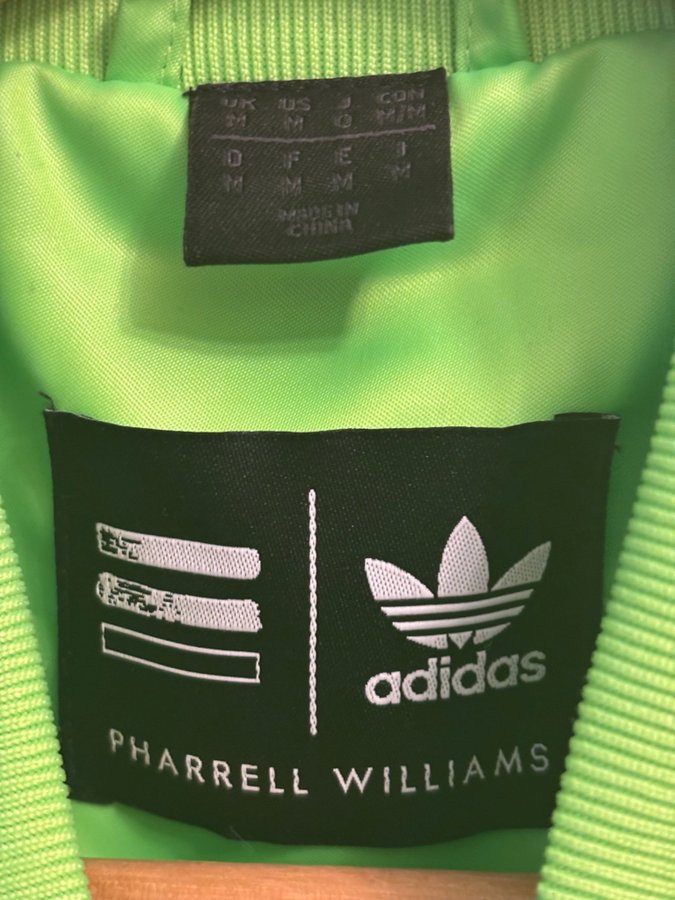 UK US J CON
M M O M/M
D F E I
M M M M
MADE IN
CHINA
adidas
PHARRELL WILLIAMS